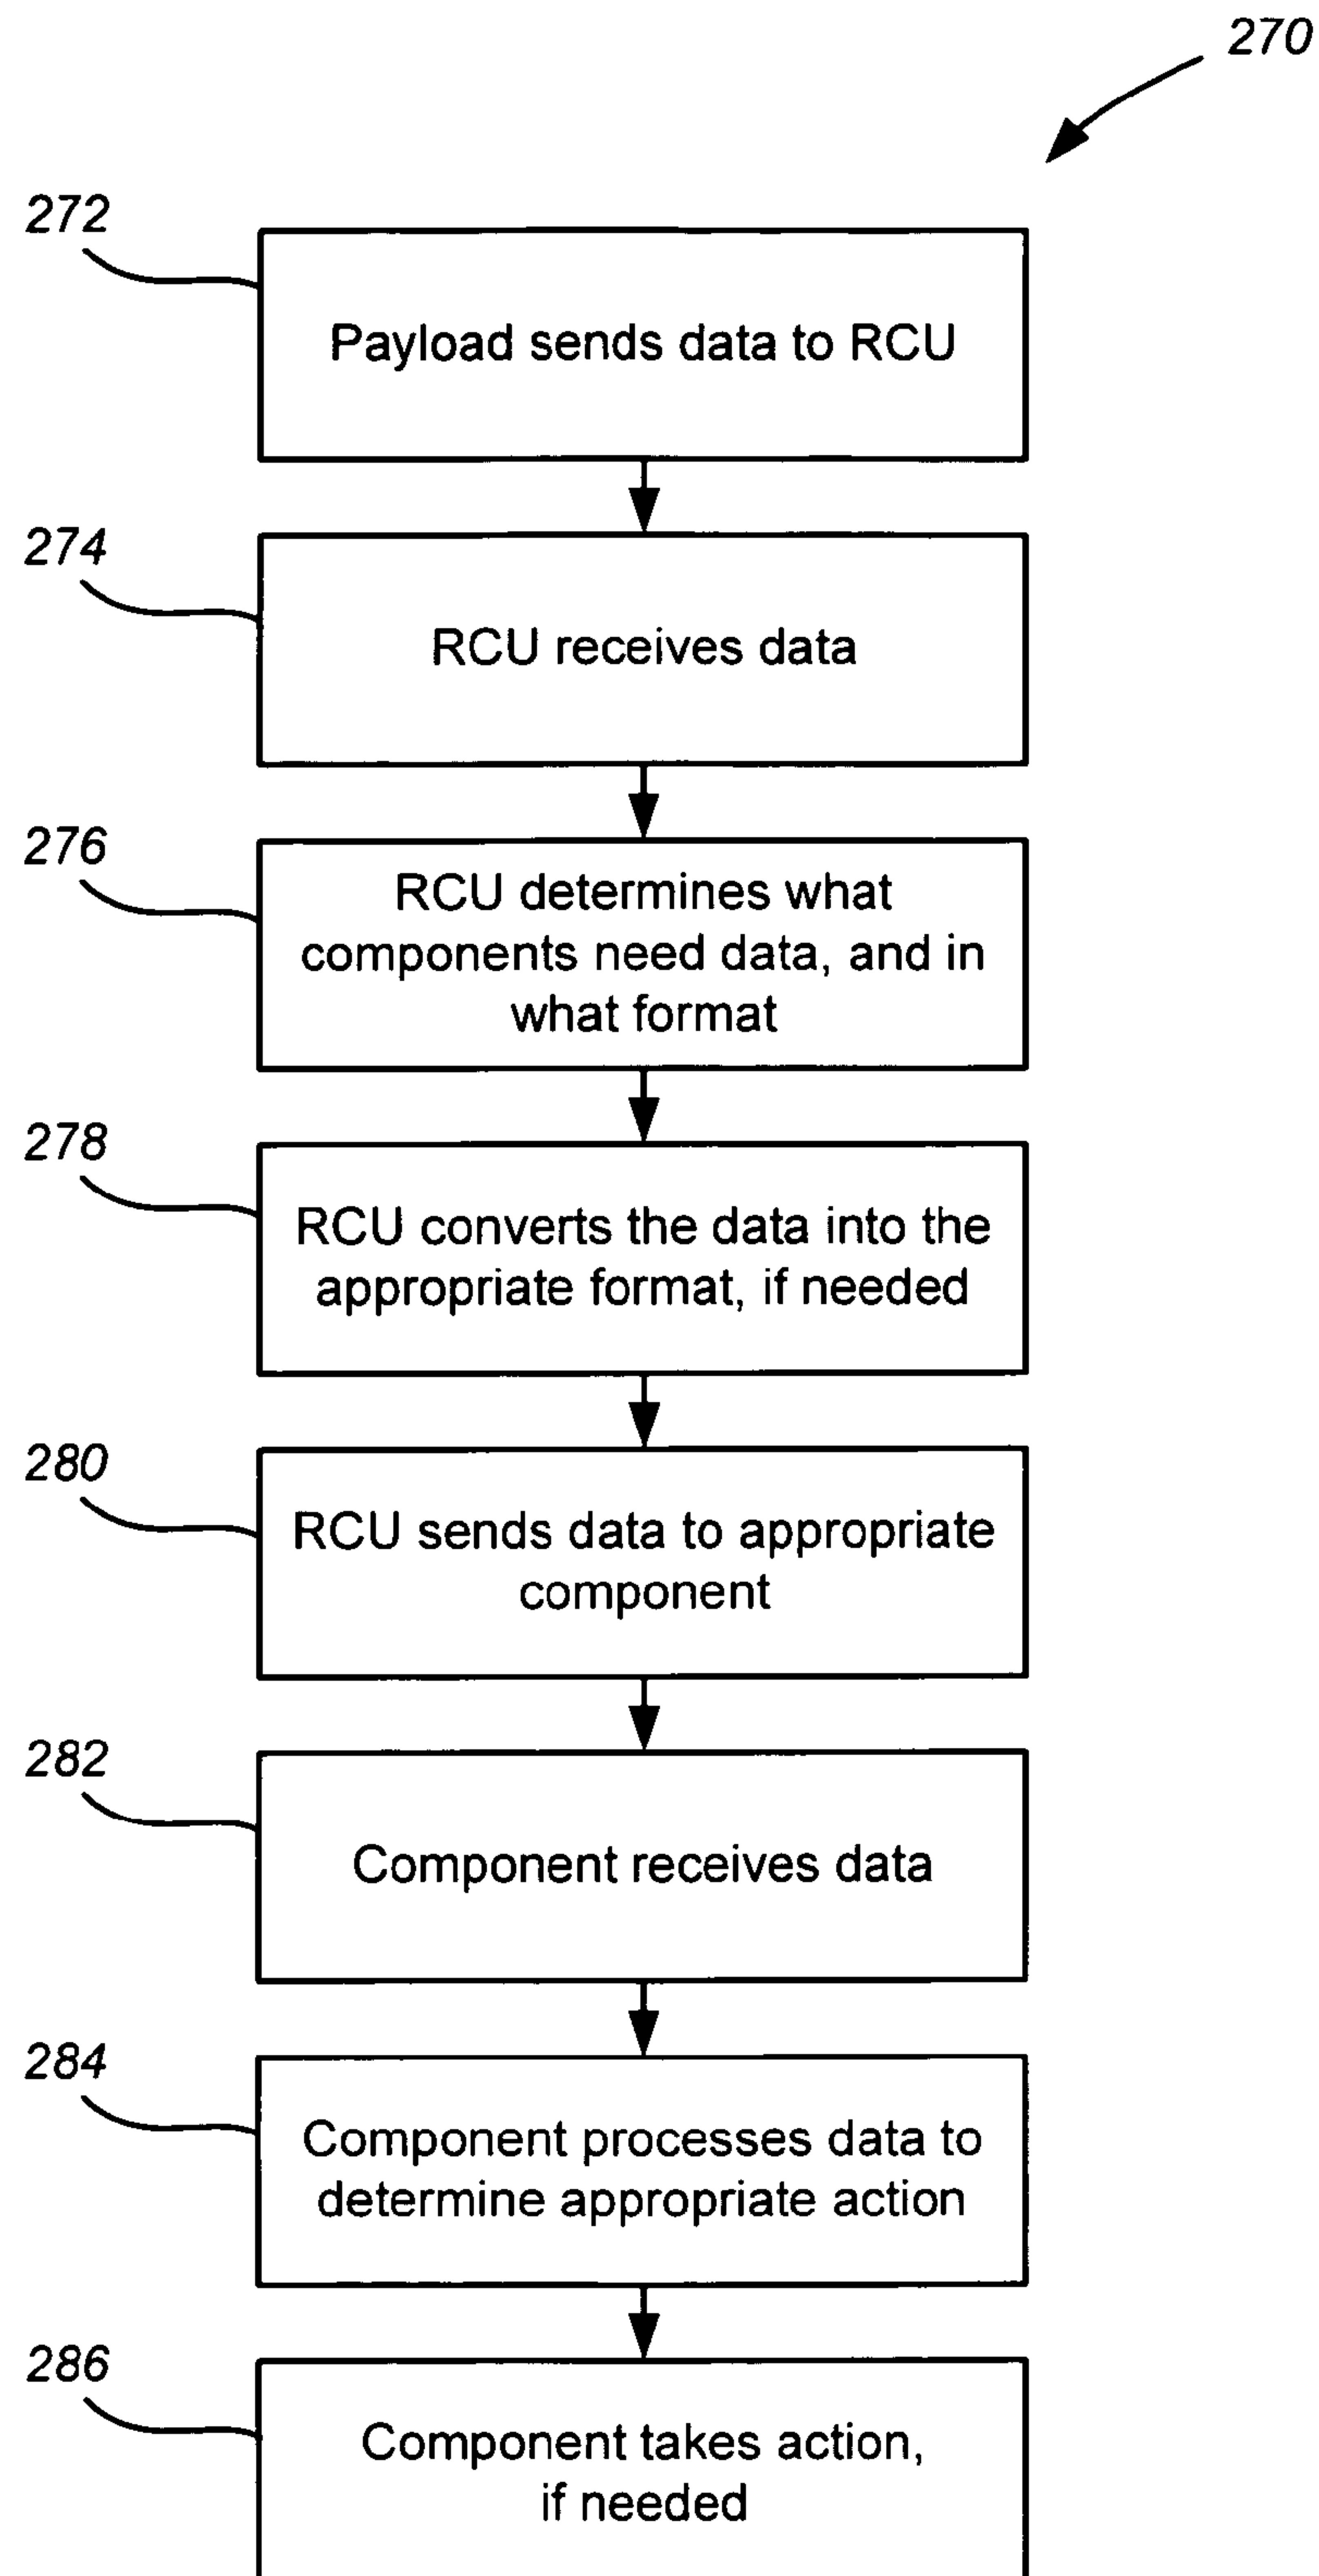 270
272
Payload sends data to RCU
274
RCU receives data
276
RCU determines what
components need data, and in
what format
278
RCU converts the data into the
appropriate format, if needed
280
RCU sends data to appropriate
component
282
Component receives data
284
Component processes data to
determine appropriate action
286
Component takes action,
if needed